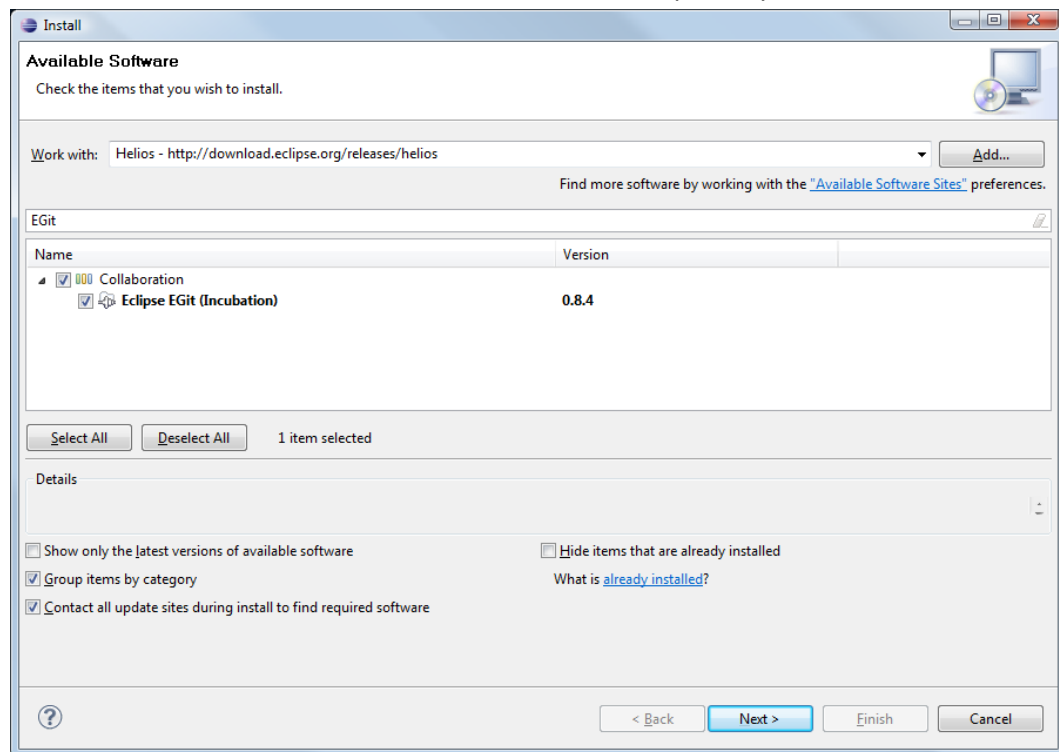 Install
Available Software
Check the items that you wish to install.
Work with: Helios - http://download.eclipse.org/releases/helios Add...
Find more software by working with the "Available Software Sites" preferences.
EGit
Name Version
Collaboration
Eclipse EGit (Incubation) 0.8.4
Select All Deselect All 1 item selected
Details
Show only the latest versions of available software Hide items that are already installed
Group items by category What is already installed?
Contact all update sites during install to find required software
? < Back Next > Finish Cancel